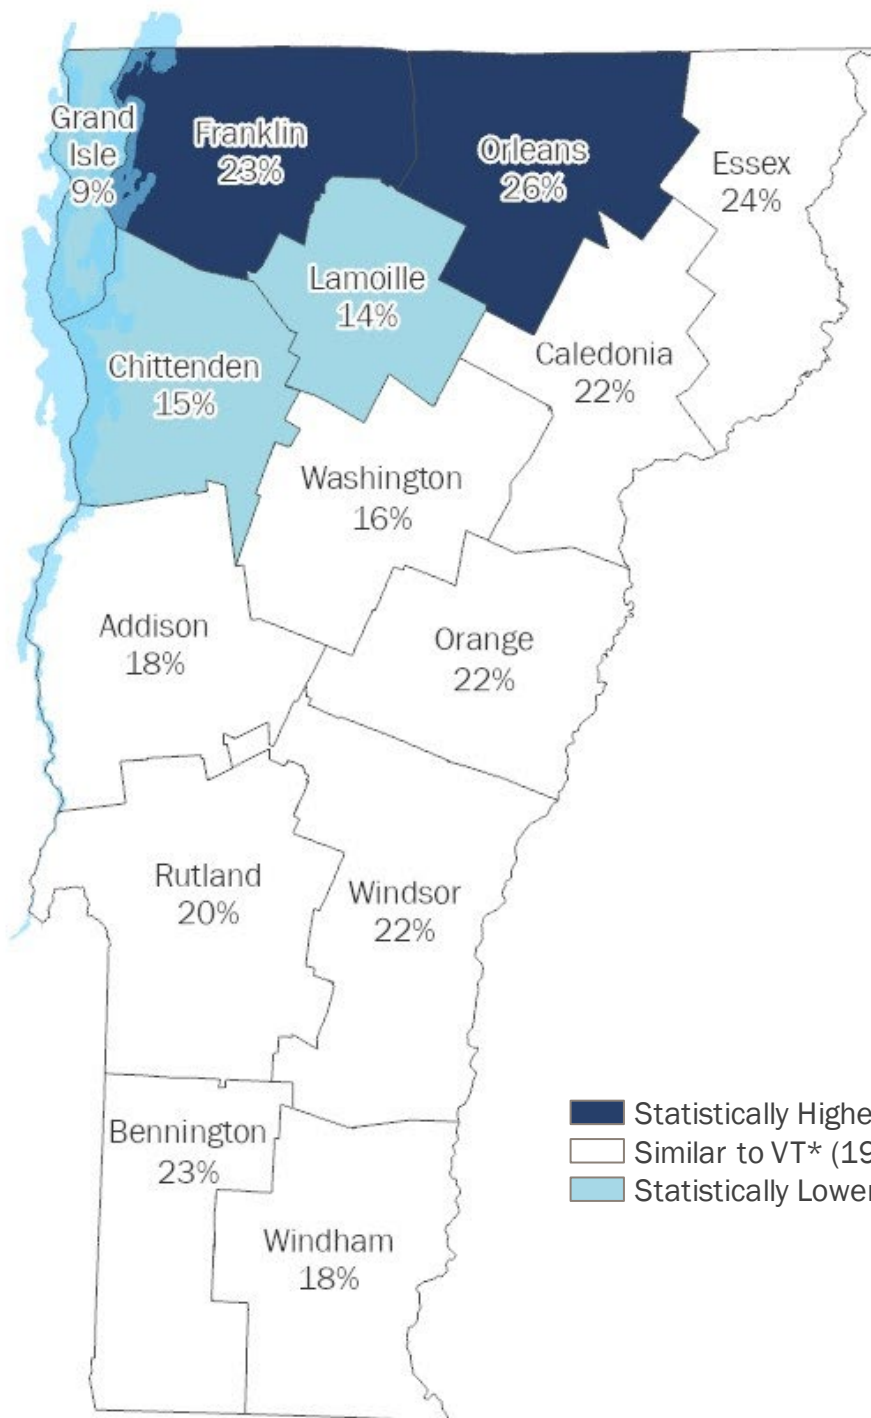 Grand
Isle
9%
Franklin
23%
Orleans
26%
Essex
24%
Lamoille
14%
Chittenden
15%
Caledonia
22%
Washington
16%
Addison
18%
Orange
22%
Rutland
20%
Windsor
22%
Bennington
23%
Windham
18%
Statistically Highe
Similar to VT* (19
Statistically Lower